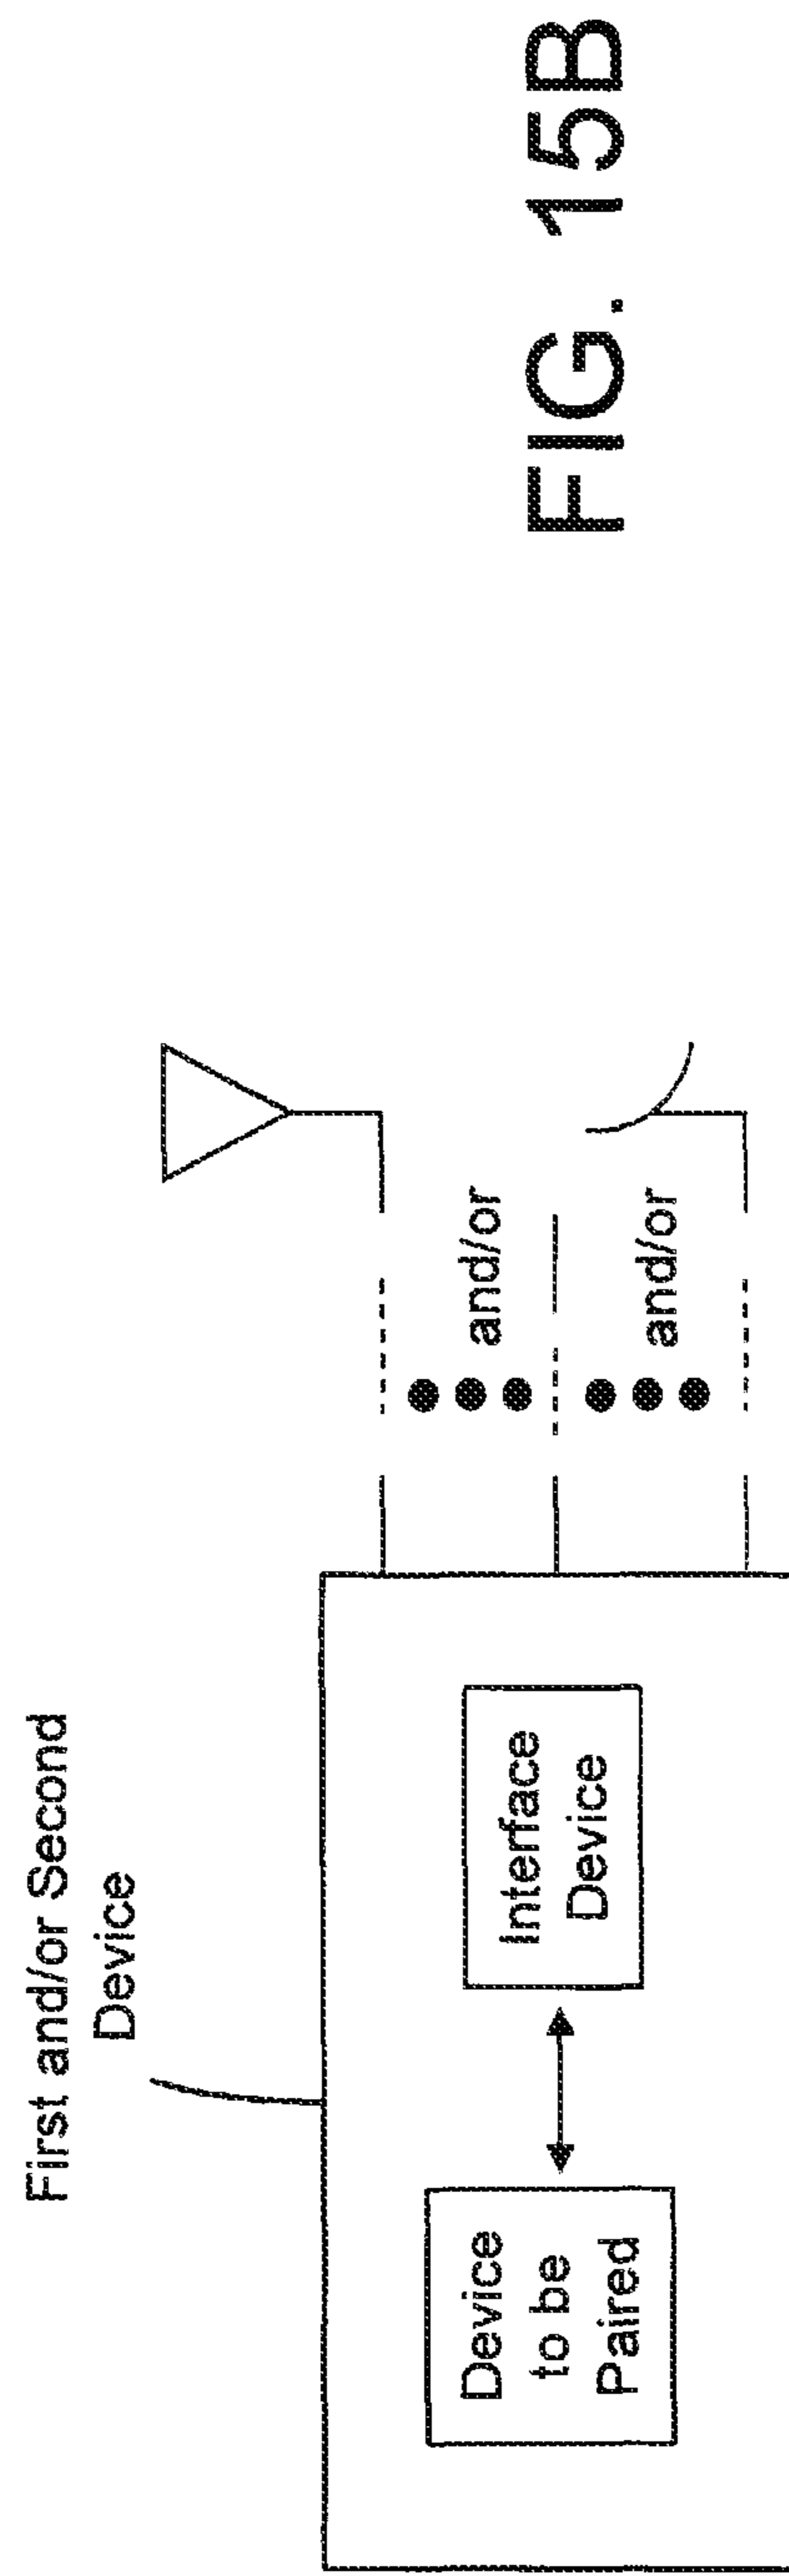 First and/or Second
Device
Device
to be
Paired
Interface
Device
and/or
and/or
FIG. 15B